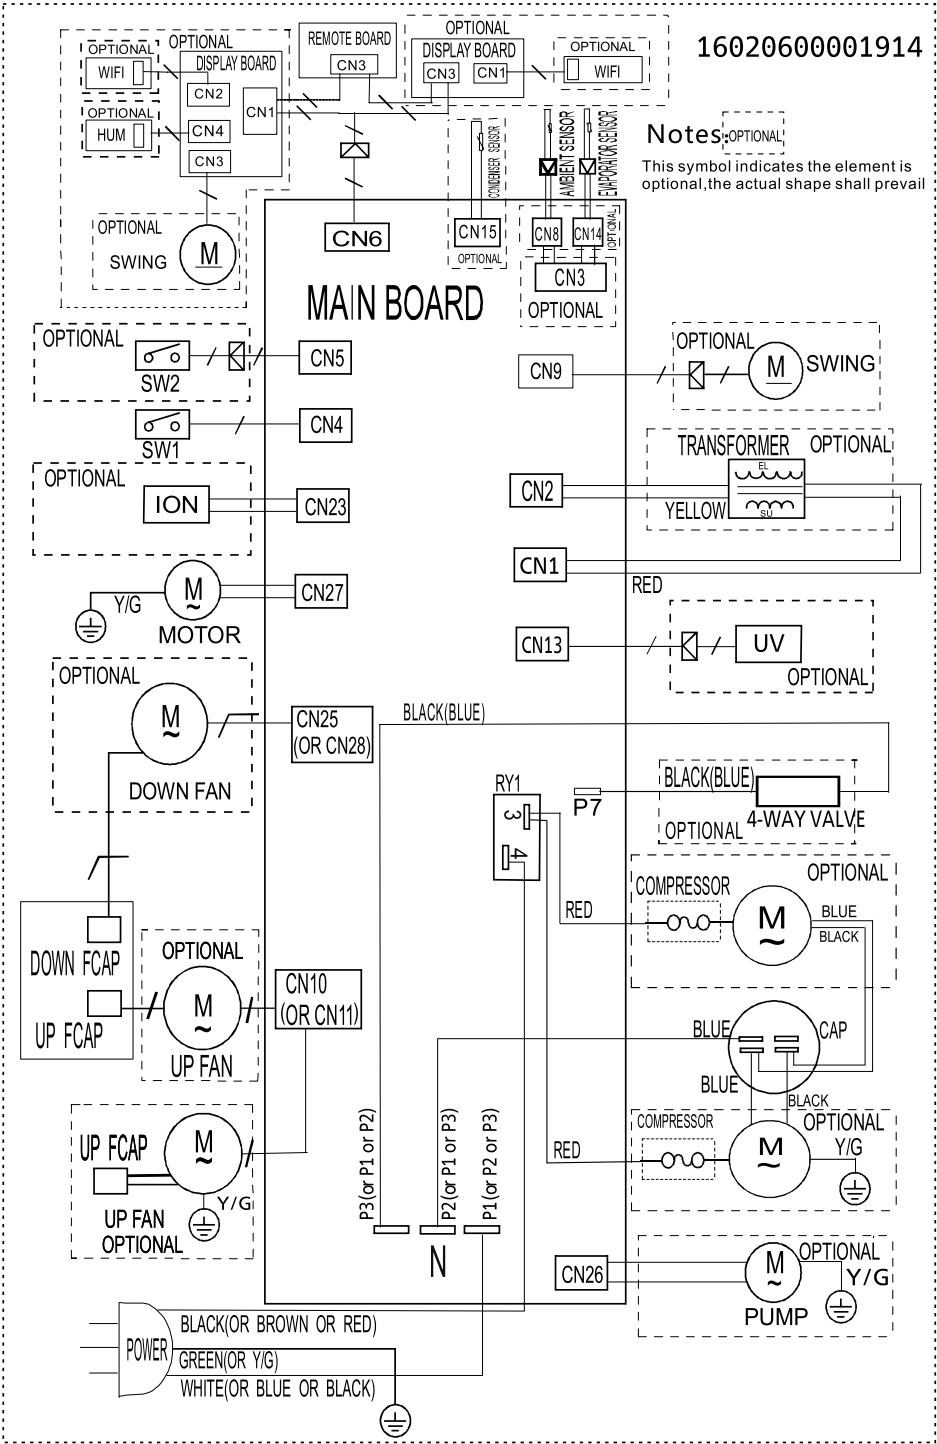 16020600001914
Notes:
OPTIONAL
This symbol indicates the element is
optional,the actual shape shall prevail
OPTIONAL
OPTIONAL
WIFI
DISPLAY BOARD
CN2
OPTIONAL
HUM
CN4
CN3
CN1
OPTIONAL
SWING
M
REMOTE BOARD
CN3
OPTIONAL
DISPLAY BOARD
CN3
CN1
OPTIONAL
WIFI
CN6
CONDENSER SENSOR
CN15
OPTIONAL
AMBIENT SENSOR
EVAPORATOR SENSOR
CN8
CN14
OPTIONAL
CN3
OPTIONAL
MAIN BOARD
OPTIONAL
SW2
CN5
SW1
CN4
OPTIONAL
ION
CN23
M
~
Y/G
MOTOR
CN27
OPTIONAL
M
~
DOWN FAN
CN25
(OR CN28)
DOWN FCAP
UP FCAP
OPTIONAL
M
~
UP FAN
CN10
(OR CN11)
UP FCAP
M
~
Y/G
UP FAN
OPTIONAL
CN9
OPTIONAL
M
SWING
TRANSFORMER
OPTIONAL
EL
SU
YELLOW
CN2
CN1
RED
CN13
UV
OPTIONAL
BLACK(BLUE)
RY1
3
4
P7
BLACK(BLUE)
4-WAY VALVE
OPTIONAL
OPTIONAL
COMPRESSOR
M
~
BLUE
BLACK
RED
BLUE
CAP
BLUE
BLACK
COMPRESSOR
OPTIONAL
M
~
Y/G
RED
P3(or P1 or P2)
P2(or P1 or P3)
P1(or P2 or P3)
N
CN26
OPTIONAL
M
~
Y/G
PUMP
POWER
BLACK(OR BROWN OR RED)
GREEN(OR Y/G)
WHITE(OR BLUE OR BLACK)